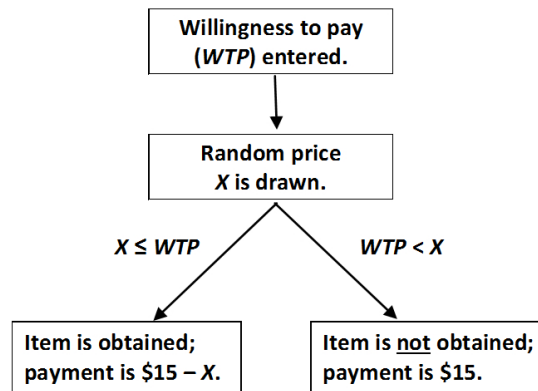 Willingness to pay
(WTP) entered.
Random price
X is drawn.
X ≤ WTP
WTP < X
Item is obtained;
payment is $15 – X.
Item is not obtained;
payment is $15.